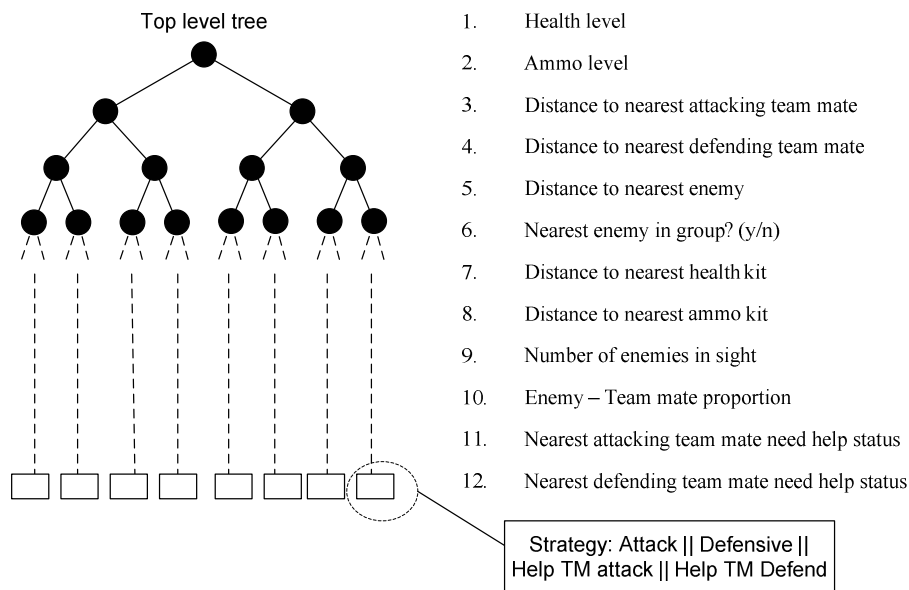 Top level tree
1. Health level
2. Ammo level
3. Distance to nearest attacking team mate
4. Distance to nearest defending team mate
5. Distance to nearest enemy
6. Nearest enemy in group? (y/n)
7. Distance to nearest health kit
8. Distance to nearest ammo kit
9. Number of enemies in sight
10. Enemy – Team mate proportion
11. Nearest attacking team mate need help status
12. Nearest defending team mate need help status
Strategy: Attack || Defensive ||
Help TM attack || Help TM Defend